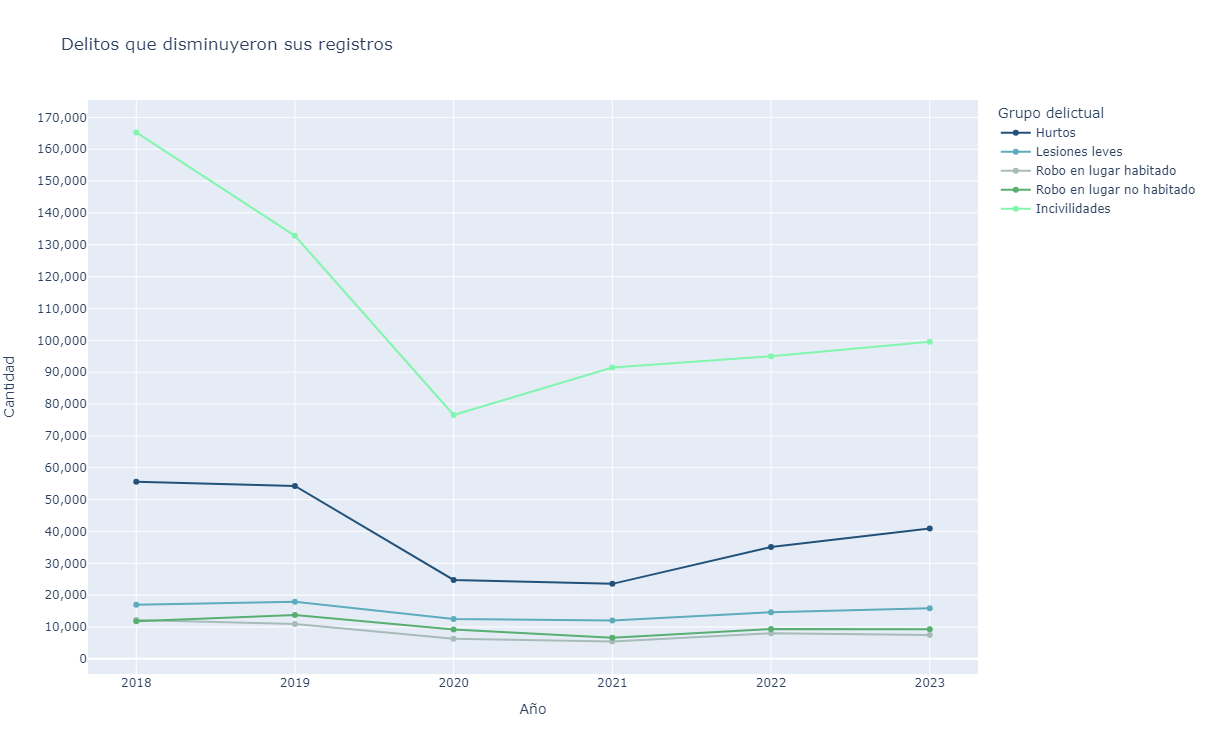 Delitos que disminuyeron sus registros
Grupo delictual
Hurtos
Lesiones leves
Robo en lugar habitado
Robo en lugar no habitado
Incivilidades
Cantidad
170,000
160,000
150,000
140,000
130,000
120,000
110,000
100,000
90,000
80,000
70,000
60,000
50,000
40,000
30,000
20,000
10,000
0
2018 2019 2020 2021 2022 2023
Año